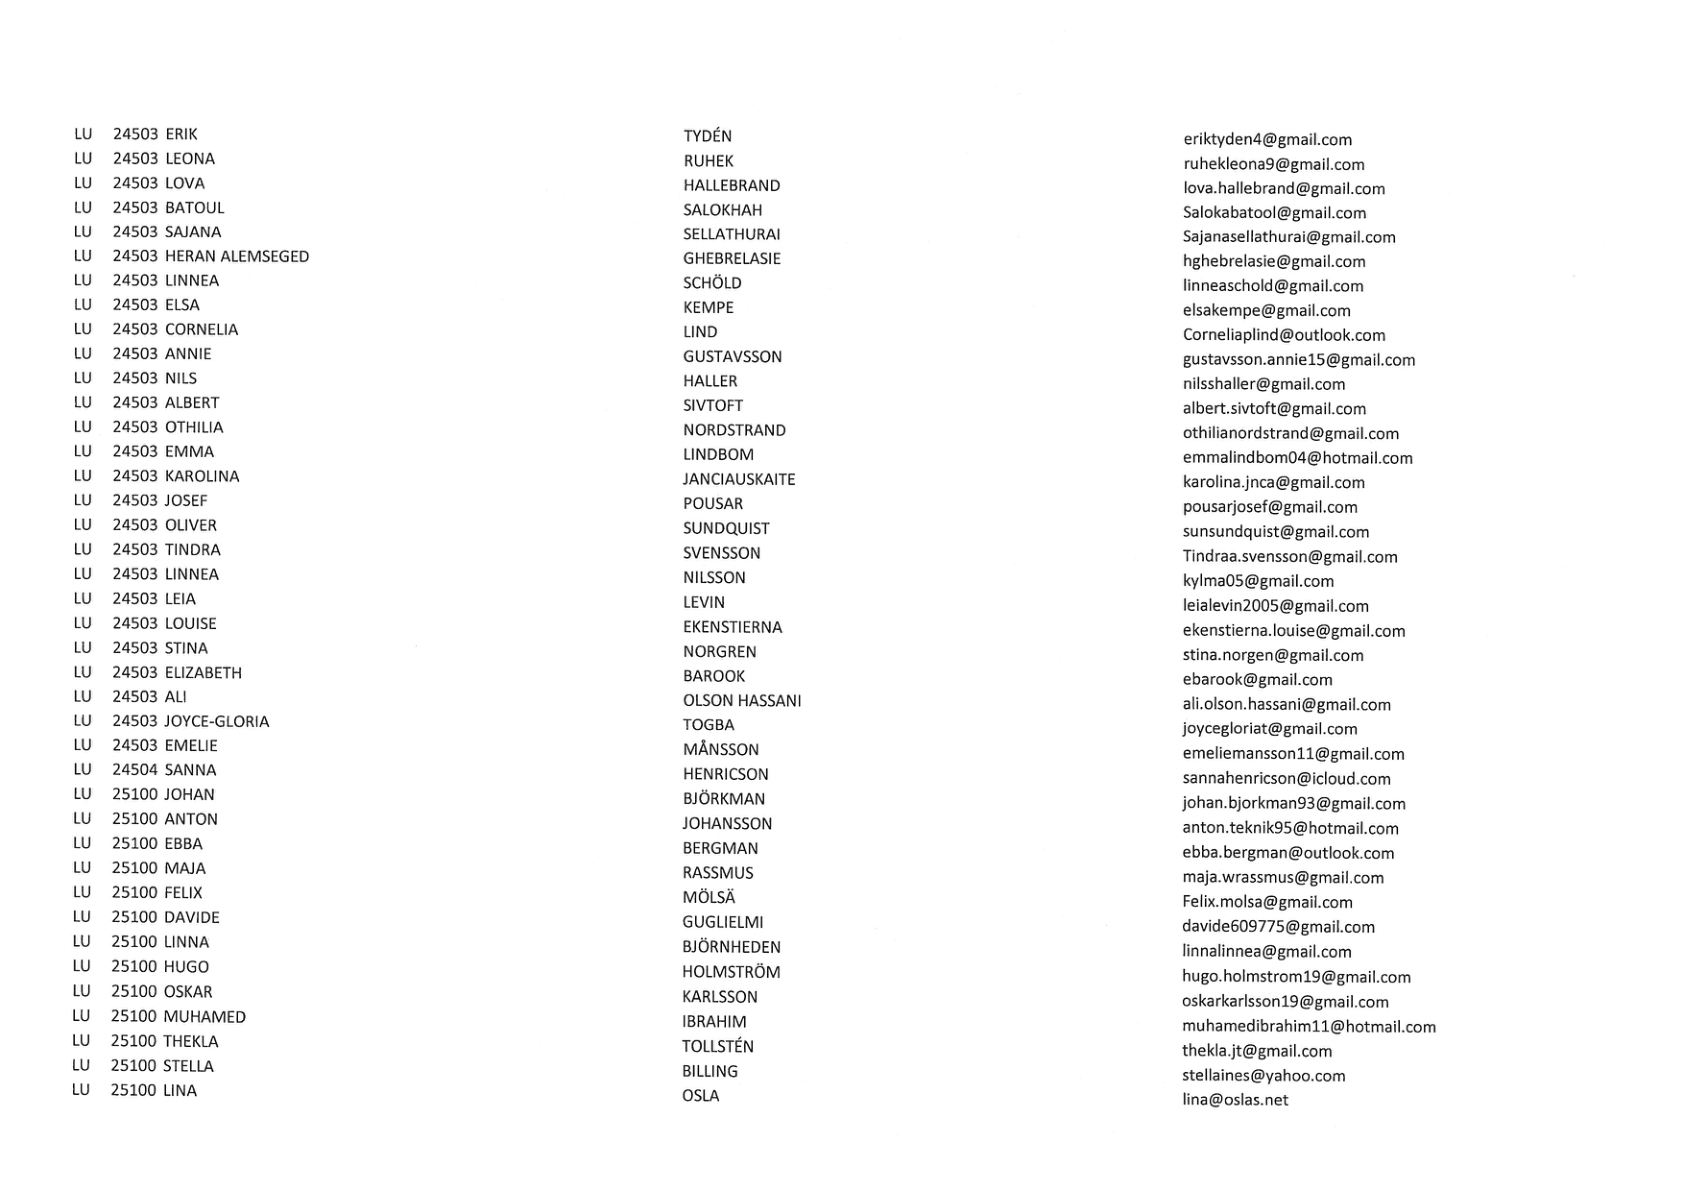 LU 24503 ERIK TYDÉN eriktyden4@gmail.com
LU 24503 LEONA RUHEK ruhekleona9@gmail.com
LU 24503 LOVA HALLEBRAND lova.hallebrand@gmail.com
LU 24503 BATOUL SALOKHAH Salokabatool@gmail.com
LU 24503 SAJANA SELLATHURAI Sajanasellathurai@gmail.com
LU 24503 HERAN ALEMSEGED GHEBRELASIE hghebrelasie@gmail.com
LU 24503 LINNEA SCHÖLD linneaschold@gmail.com
LU 24503 ELSA KEMPE elsakempe@gmail.com
LU 24503 CORNELIA LIND Corneliaplind@outlook.com
LU 24503 ANNIE GUSTAVSSON gustavsson.annie15@gmail.com
LU 24503 NILS HALLER nilsshaller@gmail.com
LU 24503 ALBERT SIVTOFT albert.sivtoft@gmail.com
LU 24503 OTHILIA NORDSTRAND othilianordstrand@gmail.com
LU 24503 EMMA LINDBOM emmalindbom04@hotmail.com
LU 24503 KAROLINA JANCIAUSKAITE karolina.jnca@gmail.com
LU 24503 JOSEF POUSAR pousarjosef@gmail.com
LU 24503 OLIVER SUNDQUIST sunsundquist@gmail.com
LU 24503 TINDRA SVENSSON Tindraa.svensson@gmail.com
LU 24503 LINNEA NILSSON kylma05@gmail.com
LU 24503 LEIA LEVIN leialevin2005@gmail.com
LU 24503 LOUISE EKENSTIERNA ekenstierna.louise@gmail.com
LU 24503 STINA NORGREN stina.norgen@gmail.com
LU 24503 ELIZABETH BAROOK ebarook@gmail.com
LU 24503 ALI OLSON HASSANI ali.olson.hassani@gmail.com
LU 24503 JOYCE-GLORIA TOGBA joycegloriat@gmail.com
LU 24503 EMELIE MÅNSSON emeliemansson11@gmail.com
LU 24504 SANNA HENRICSON sannahenricson@icloud.com
LU 25100 JOHAN BJÖRKMAN johan.bjorkman93@gmail.com
LU 25100 ANTON JOHANSSON anton.teknik95@hotmail.com
LU 25100 EBBA BERGMAN ebba.bergman@outlook.com
LU 25100 MAJA RASSMUS maja.wrassmus@gmail.com
LU 25100 FELIX MÖLSÄ Felix.molsa@gmail.com
LU 25100 DAVIDE GUGLIELMI davide609775@gmail.com
LU 25100 LINNA BJÖRNHEDEN linnalinnea@gmail.com
LU 25100 HUGO HOLMSTRÖM hugo.holmstrom19@gmail.com
LU 25100 OSKAR KARLSSON oskarkarlsson19@gmail.com
LU 25100 MUHAMED IBRAHIM muhamedibrahim11@hotmail.com
LU 25100 THEKLA TOLLSTÉN thekla.jt@gmail.com
LU 25100 STELLA BILLING stellaines@yahoo.com
LU 25100 LINA OSLA lina@oslas.net